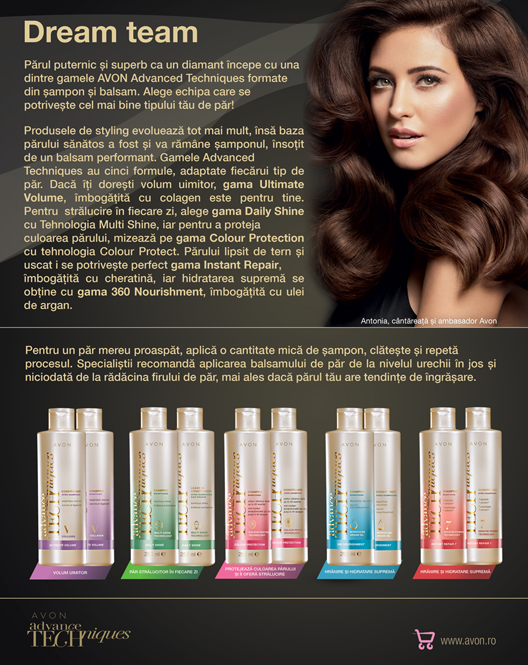 Dream team
Părul puternic și superb ca un diamant începe cu una
dintre gamele AVON Advanced Techniques formate
din șampon și balsam. Alege echipa care se
potrivește cel mai bine tipului tău de păr!
Produsele de styling evoluează tot mai mult, însă baza
părului sănătos a fost și va rămâne șamponul, însoțit
de un balsam performant. Gamele Advanced
Techniques au cinci formule, adaptate fiecărui tip de
păr. Dacă îți dorești volum uimitor, gama Ultimate
Volume, îmbogățită cu colagen este pentru tine.
Pentru strălucire în fiecare zi, alege gama Daily Shine
cu Tehnologia Multi Shine, iar pentru a proteja
culoarea părului, mizează pe gama Colour Protection
cu tehnologia Colour Protect. Părului lipsit de tern și
uscat i se potrivește perfect gama Instant Repair,
îmbogățită cu cheratină, iar hidratarea supremă se
obține cu gama 360 Nourishment, îmbogățită cu ulei
de argan.
Antonia, cântăreață și ambasador Avon
Pentru un păr mereu proaspăt, aplică o cantitate mică de șampon, clătește și repetă
procesul. Specialiștii recomandă aplicarea balsamului de păr de la nivelul urechii în jos și
niciodată de la rădăcina firului de păr, mai ales dacă părul tău are tendințe de îngrășare.
AVON AVON AVON AVON AVON
VOLUM UIMITOR
PĂR STRĂLUCITOR ÎN FIECARE ZI
PROTEJEAZĂ CULOAREA PĂRULUI
ȘI Îi OFERĂ STRĂLUCIRE
HRĂNIRE ȘI HIDRATARE SUPREMĂ
HRĂNIRE ȘI HIDRATARE SUPREMĂ
AVON
advance
TECHniques
www.avon.ro